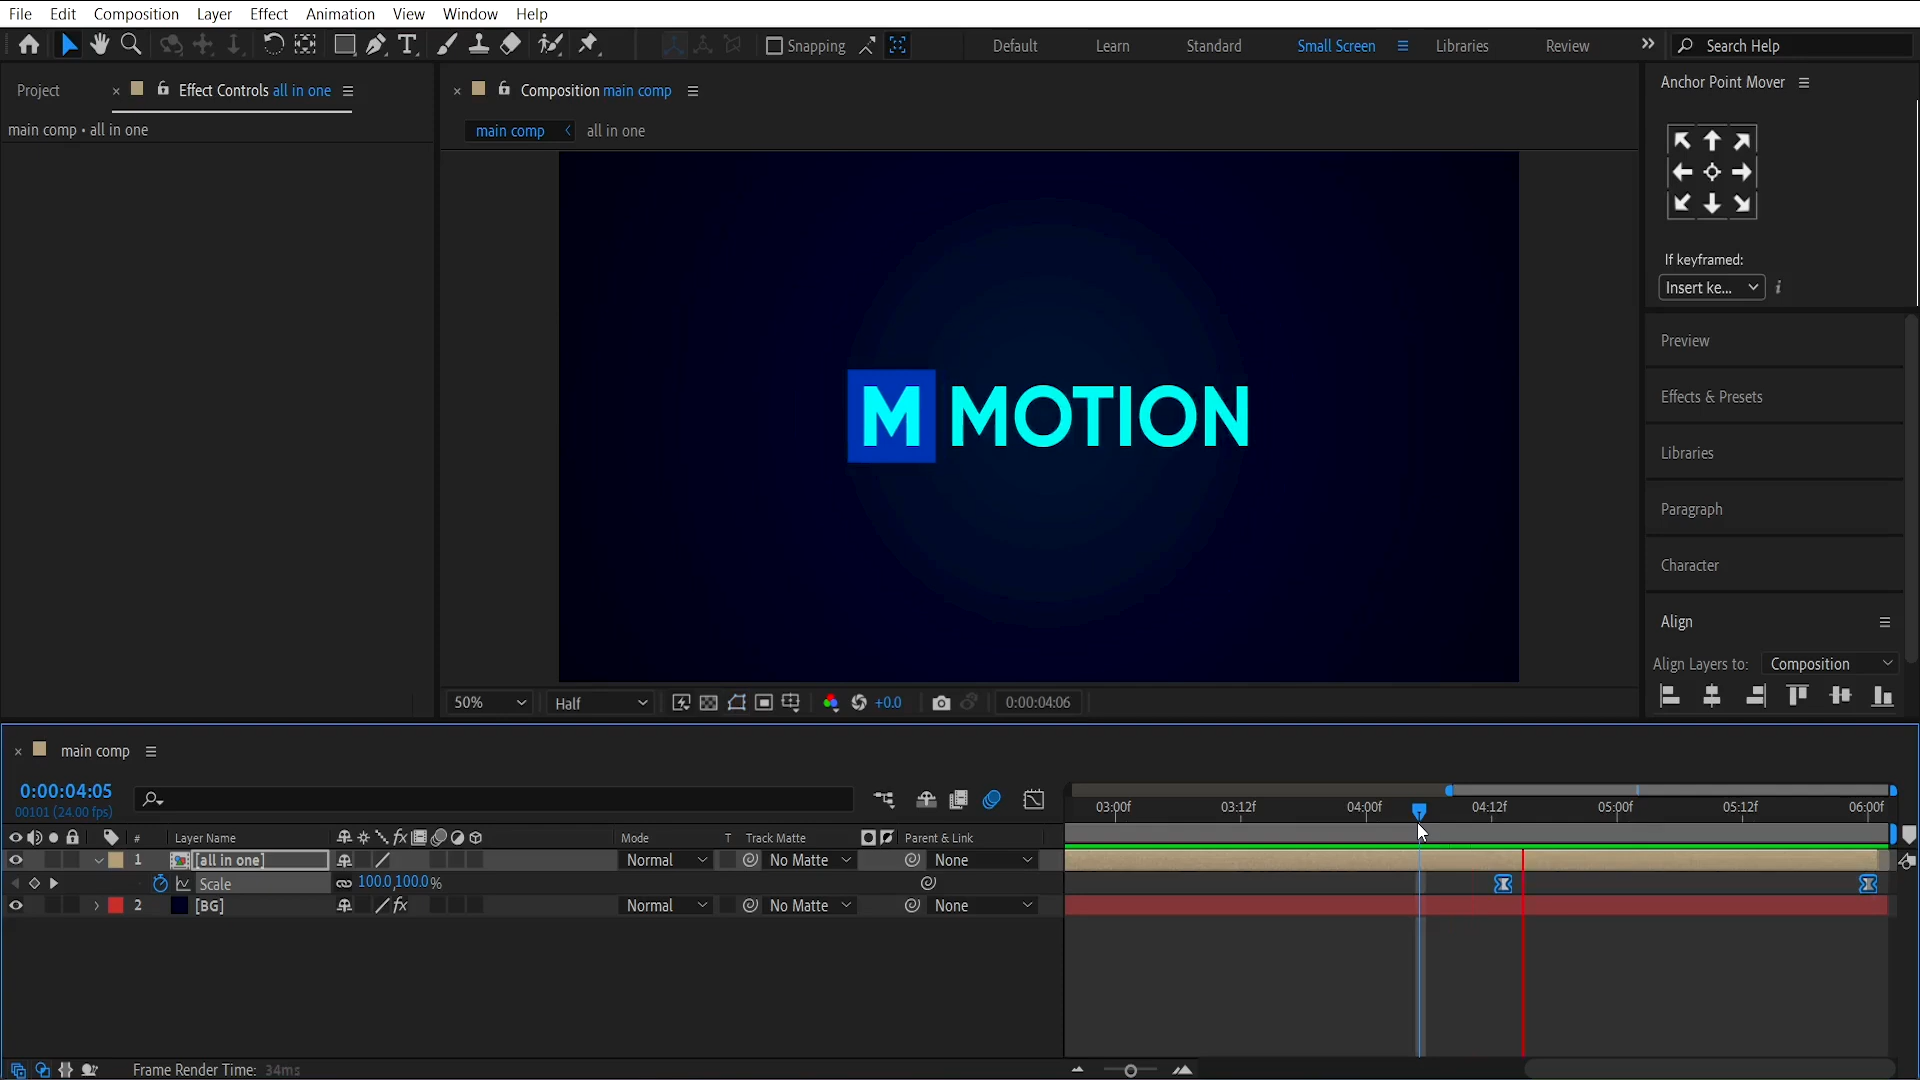 File Edit Composition Layer Effect Animation View Window Help
Snapping Default Learn Standard Small Screen Libraries Review Search Help
Project × Effect Controls all in one × Composition main comp Anchor Point Mover
main comp • all in one main comp all in one
M MOTION
If keyframed:
Insert ke... i
Preview
Effects & Presets
Libraries
Paragraph
Character
Align
Align Layers to: Composition
50% Half +0.0 0:00:04:06
× main comp
0:00:04:05
00101 (24.00 fps)
03:00f 03:12f 04:00f 04:12f 05:00f 05:12f 06:00f
# Layer Name fx Mode T Track Matte Parent & Link
1 [all in one] Normal No Matte None
Scale 100.0,100.0%
2 [BG] fx Normal No Matte None
Frame Render Time: 34ms